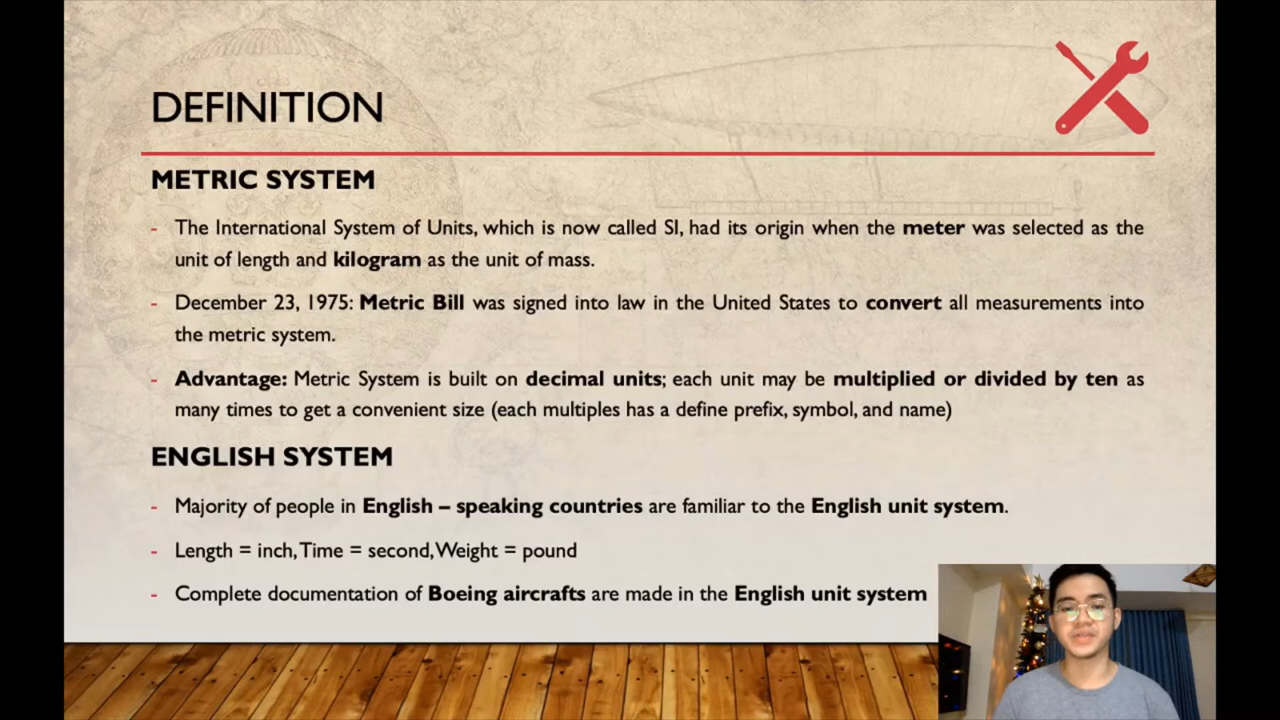 DEFINITION
METRIC SYSTEM
- The International System of Units, which is now called SI, had its origin when the meter was selected as the
unit of length and kilogram as the unit of mass.
- December 23, 1975: Metric Bill was signed into law in the United States to convert all measurements into
the metric system.
- Advantage: Metric System is built on decimal units; each unit may be multiplied or divided by ten as
many times to get a convenient size (each multiples has a define prefix, symbol, and name)
ENGLISH SYSTEM
- Majority of people in English – speaking countries are familiar to the English unit system.
- Length = inch, Time = second, Weight = pound
- Complete documentation of Boeing aircrafts are made in the English unit system